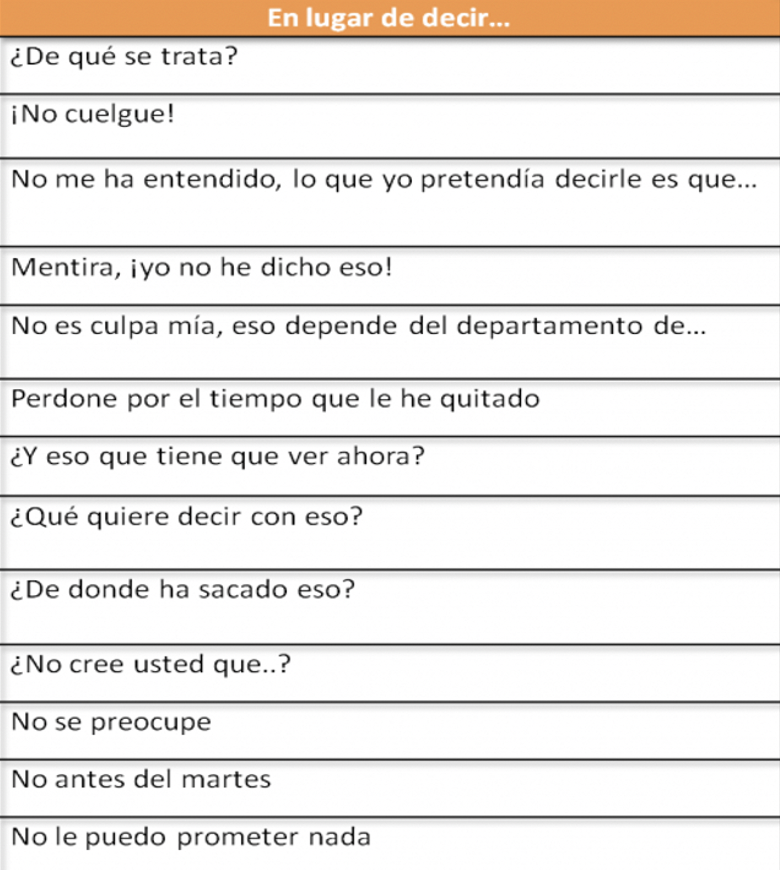 En lugar de decir...
¿De qué se trata?
¡No cuelgue!
No me ha entendido, lo que yo pretendía decirle es que...
Mentira, ¡yo no he dicho eso!
No es culpa mía, eso depende del departamento de...
Perdone por el tiempo que le he quitado
¿Y eso que tiene que ver ahora?
¿Qué quiere decir con eso?
¿De donde ha sacado eso?
¿No cree usted que..?
No se preocupe
No antes del martes
No le puedo prometer nada